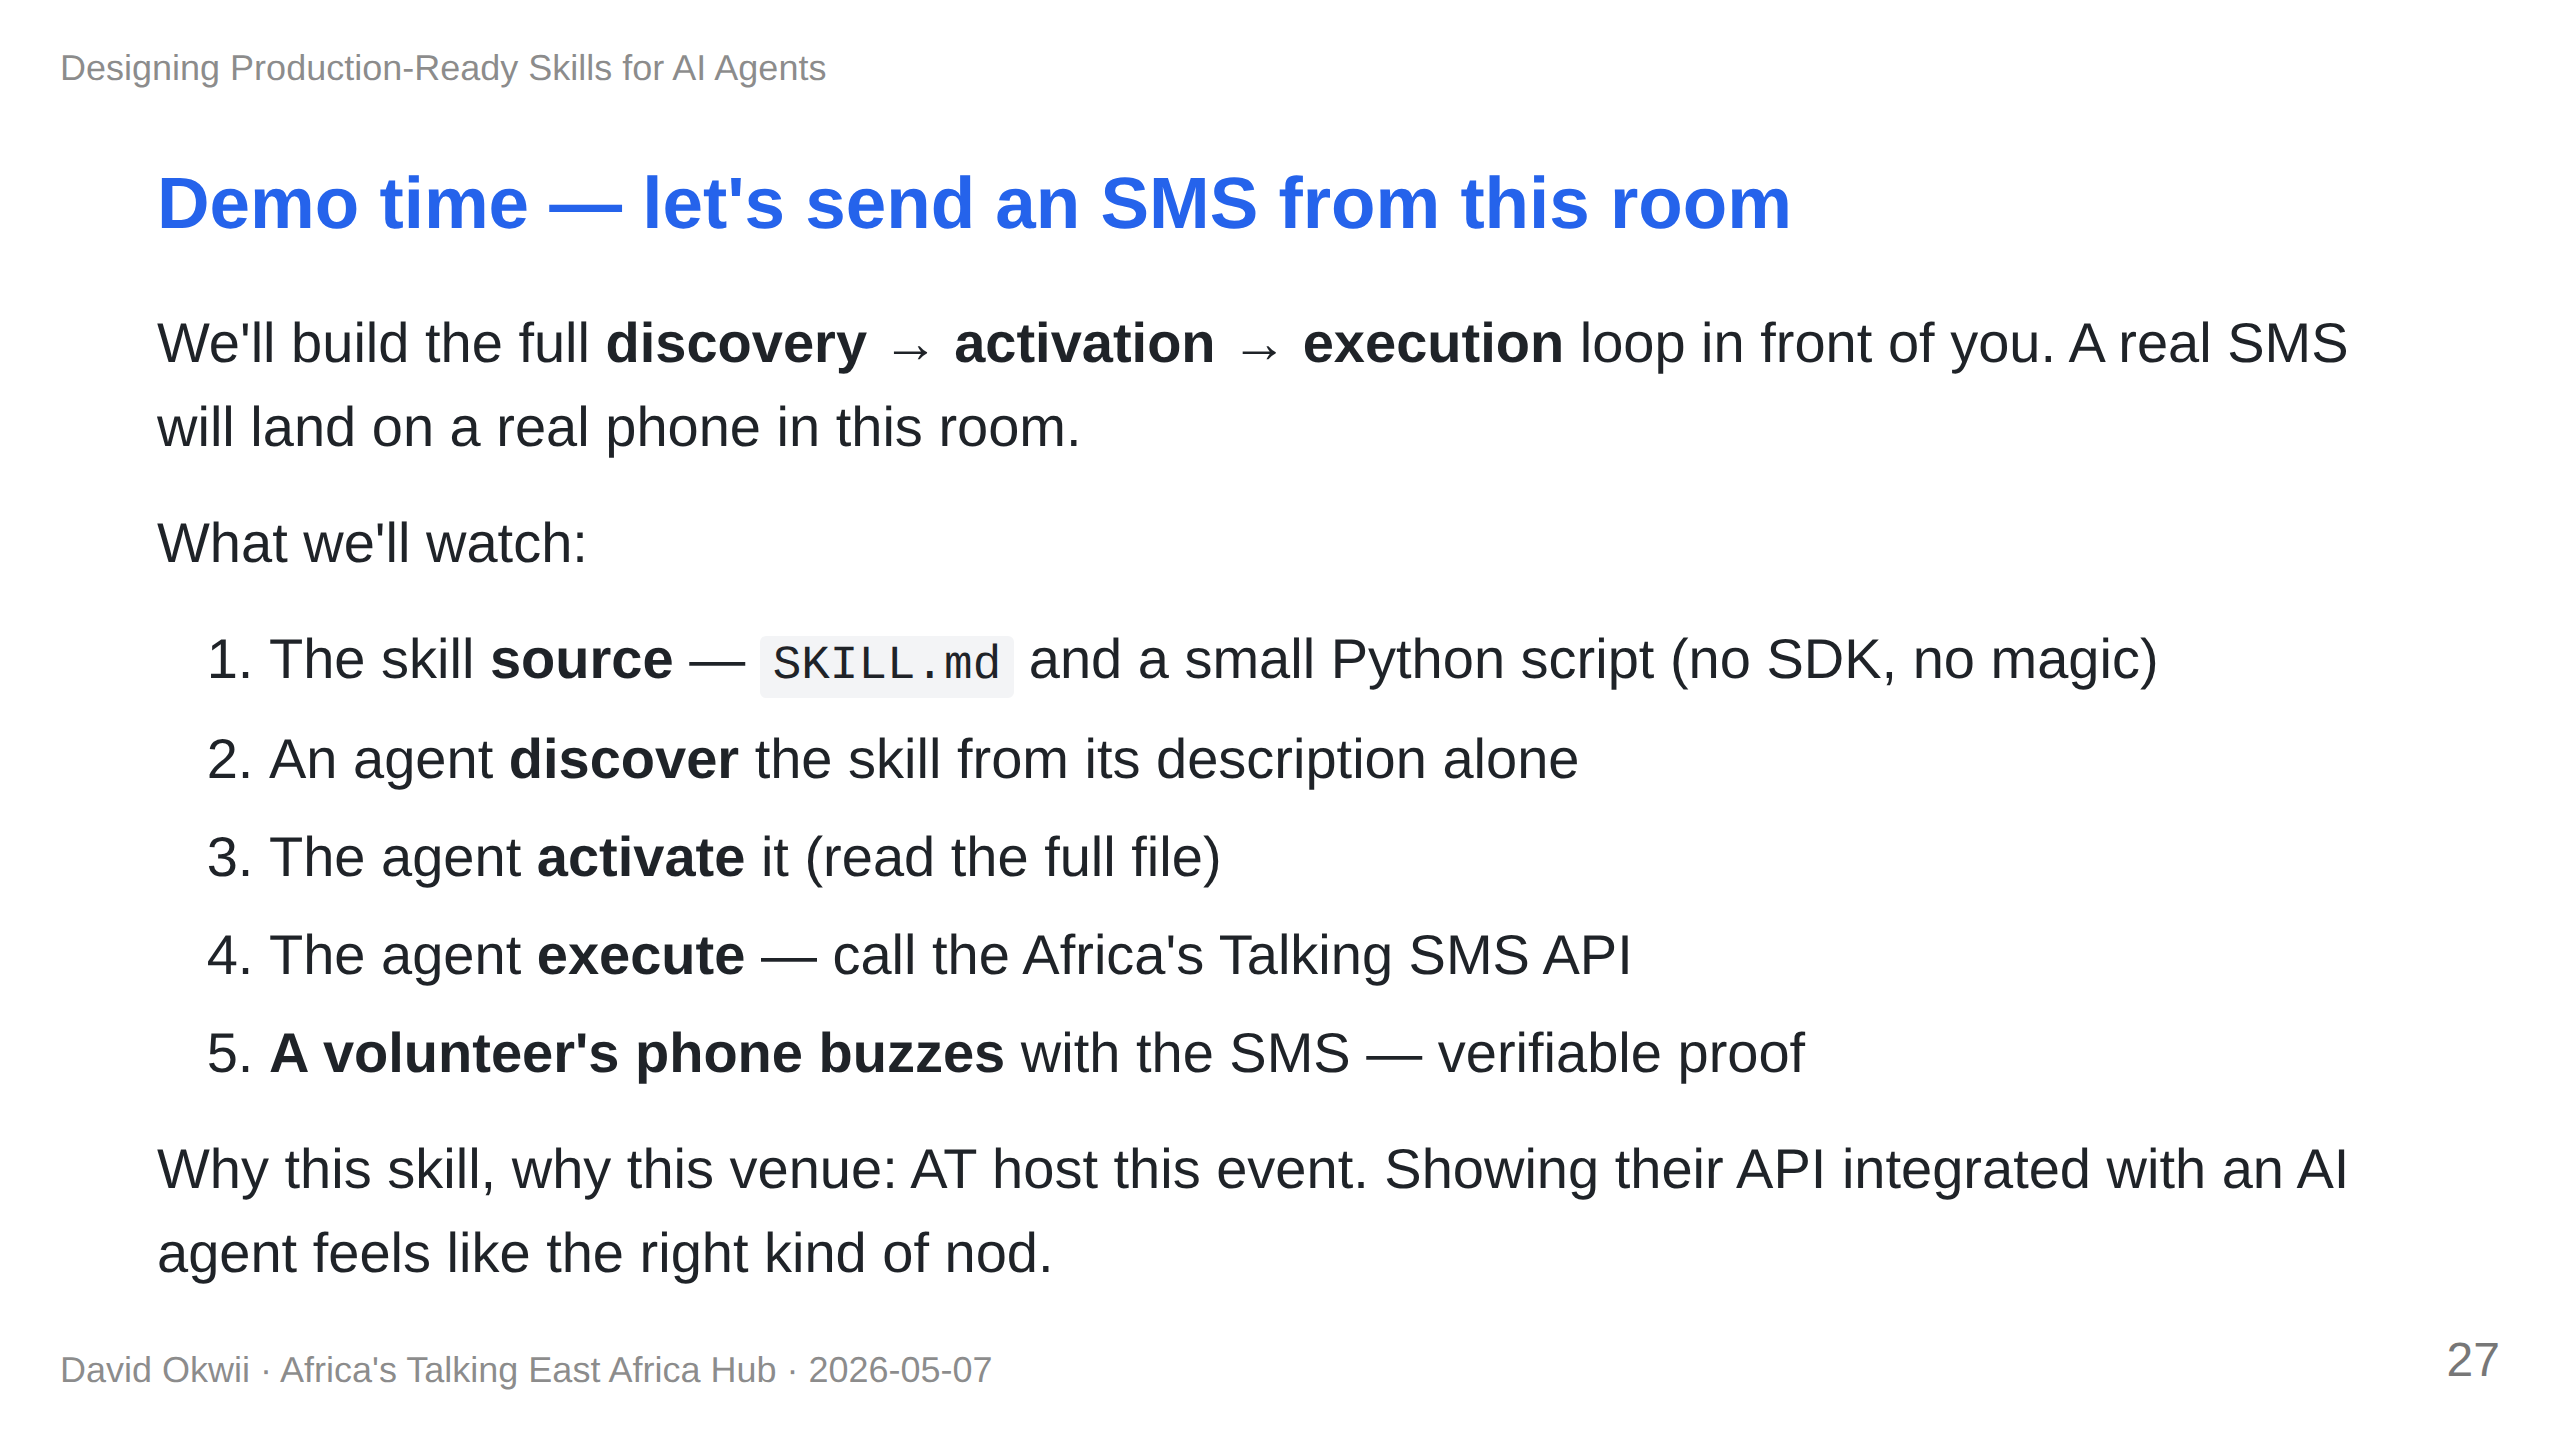 Designing Production-Ready Skills for AI Agents
Demo time — let's send an SMS from this room
We'll build the full discovery → activation → execution loop in front of you. A real SMS
will land on a real phone in this room.
What we'll watch:
1. The skill source — SKILL.md and a small Python script (no SDK, no magic)
2. An agent discover the skill from its description alone
3. The agent activate it (read the full file)
4. The agent execute — call the Africa's Talking SMS API
5. A volunteer's phone buzzes with the SMS — verifiable proof
Why this skill, why this venue: AT host this event. Showing their API integrated with an AI
agent feels like the right kind of nod.
David Okwii · Africa's Talking East Africa Hub · 2026-05-07
27